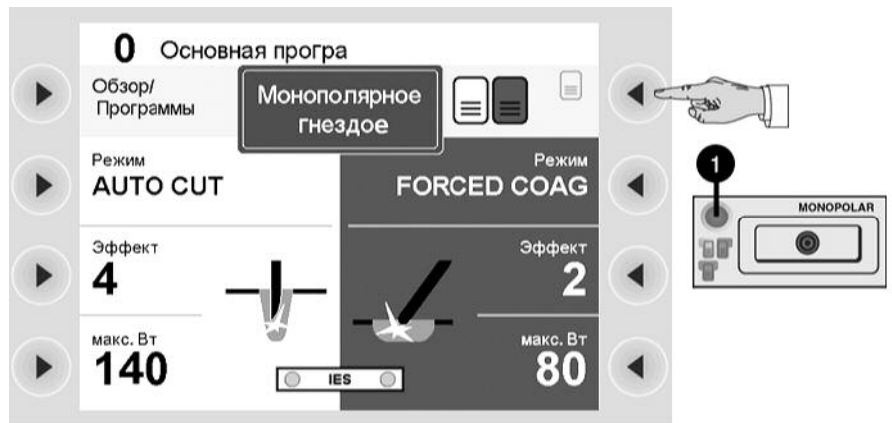 0 Основная програ
Обзор/
Программы
Монополярное
гнездое
Режим
AUTO CUT
Режим
FORCED COAG
Эффект
4
Эффект
2
макс. Вт
140
макс. Вт
80
IES
1
MONOPOLAR